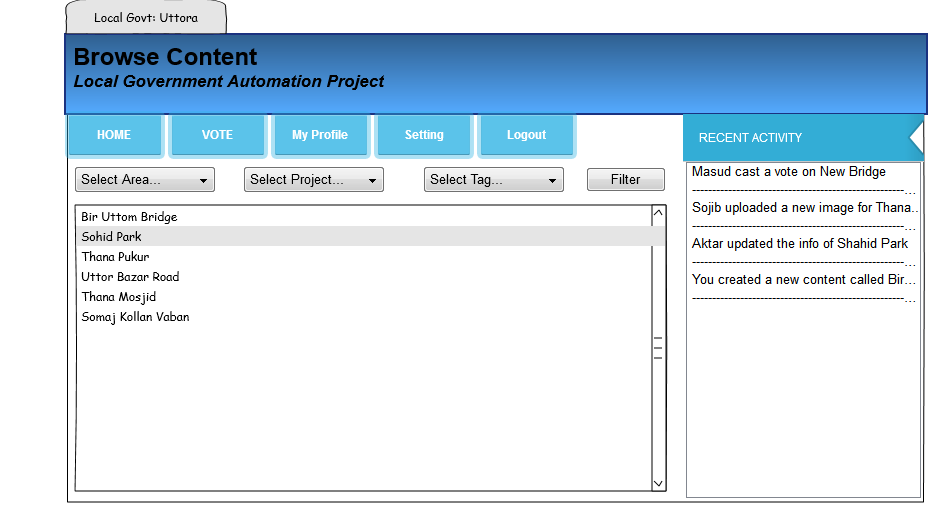 Local Govt: Uttora
Browse Content
Local Government Automation Project
HOME VOTE My Profile Setting Logout
RECENT ACTIVITY
Select Area... Select Project... Select Tag... Filter
Bir Uttom Bridge
Sohid Park
Thana Pukur
Uttor Bazar Road
Thana Mosjid
Somaj Kollan Vaban
Masud cast a vote on New Bridge
Sojib uploaded a new image for Thana..
Aktar updated the info of Shahid Park
You created a new content called Bir...